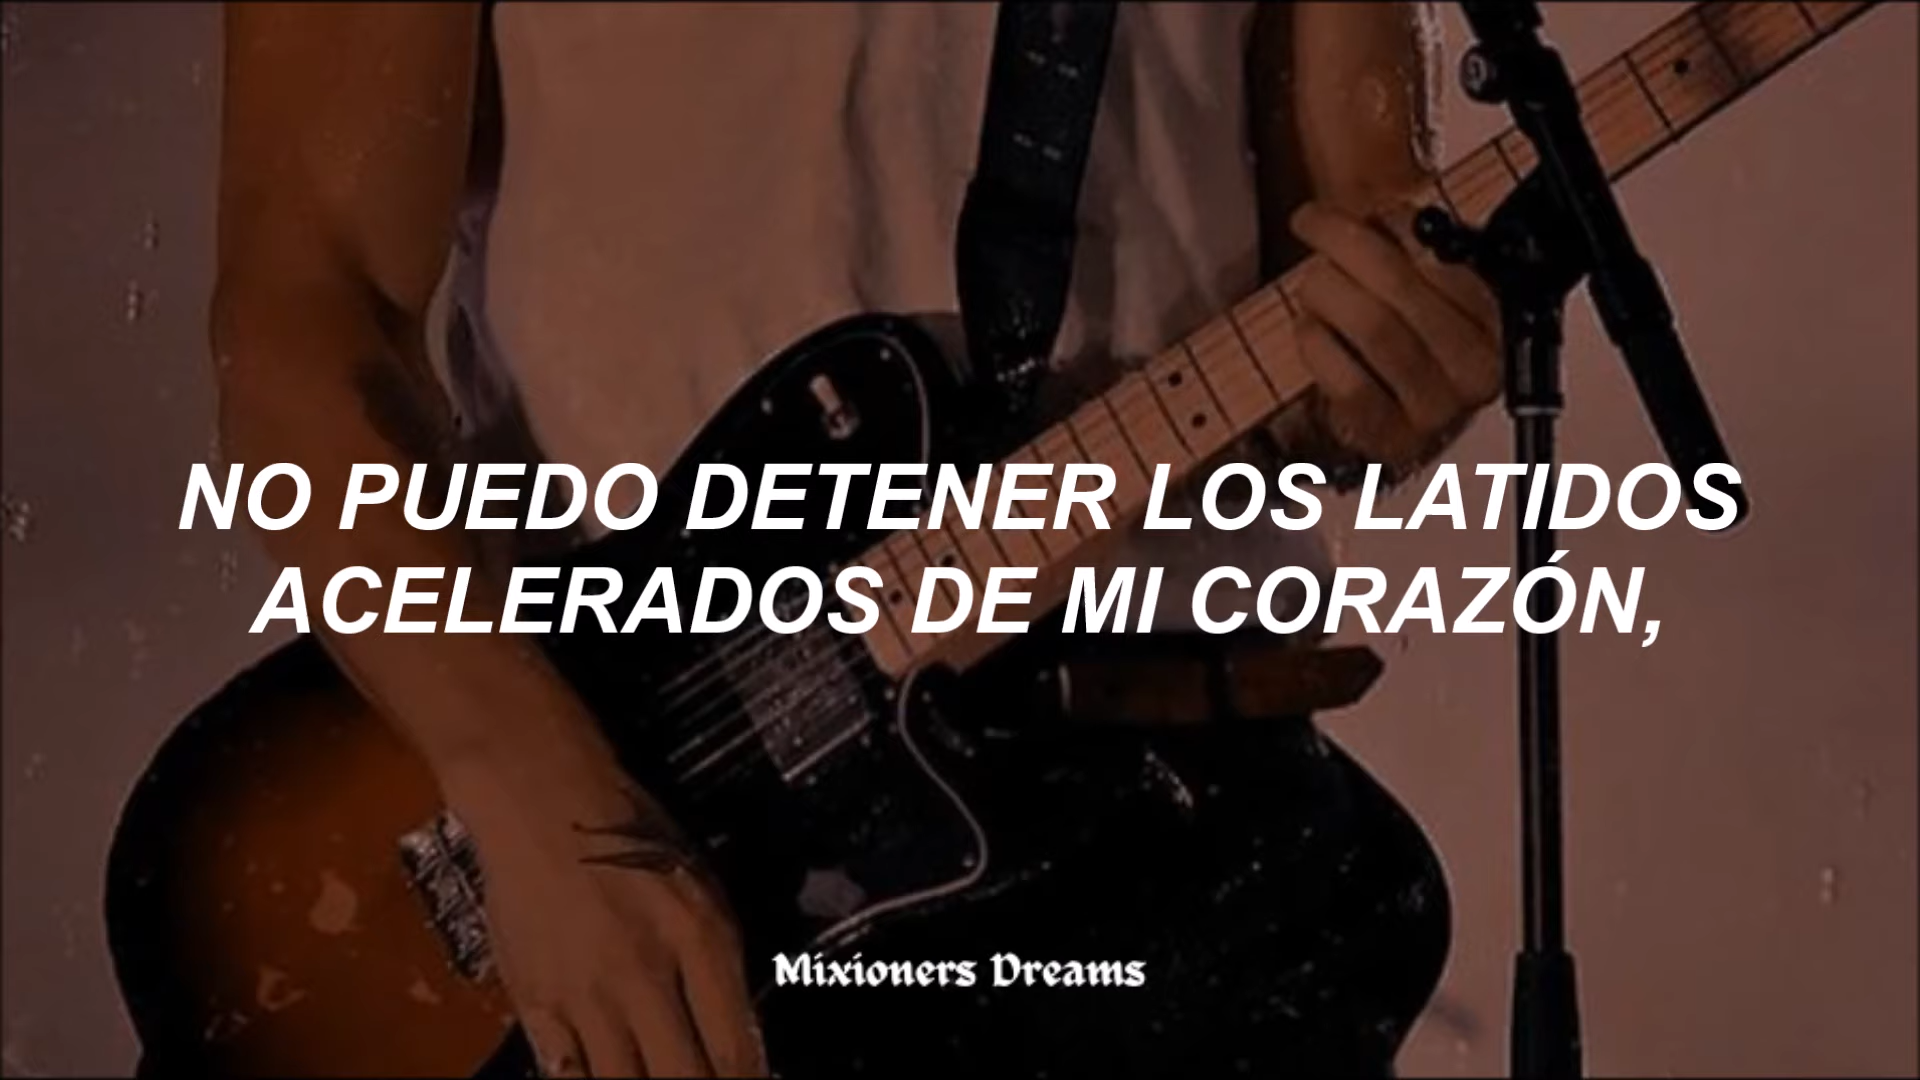 NO PUEDO DETENER LOS LATIDOS
ACELERADOS DE MI CORAZÓN,
Mixioners Dreams